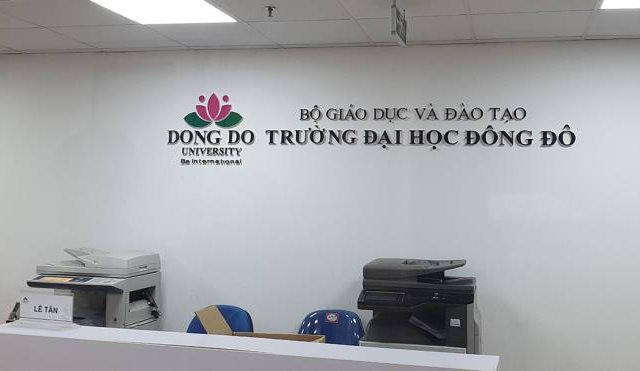 DONG DO
UNIVERSITY
Be International
BỘ GIÁO DỤC VÀ ĐÀO TẠO
TRƯỜNG ĐẠI HỌC ĐÔNG ĐÔ
LỄ TÂN